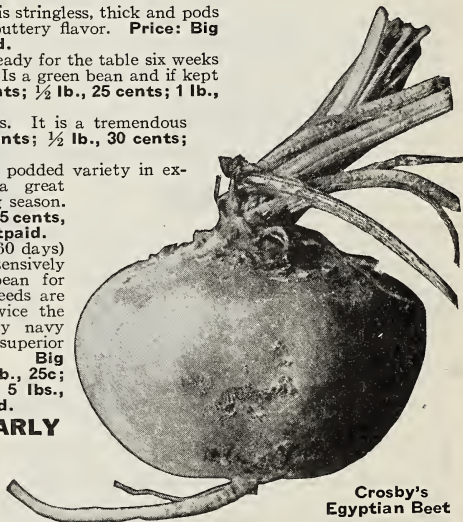 is stringless, thick and pods
outtery flavor. Price: Big
d.
eady for the table six weeks
Is a green bean and if kept
nts; ½ lb., 25 cents; 1 lb.,
s. It is a tremendous
nts; ½ lb., 30 cents;
podded variety in ex-
a great
g season.
5 cents,
tpaid.
60 days)
ensively
bean for
eeds are
vice the
y navy
superior
Big
b., 25c;
5 Lbs.,
d.
ARLY
Crosby's
Egyptian Beet